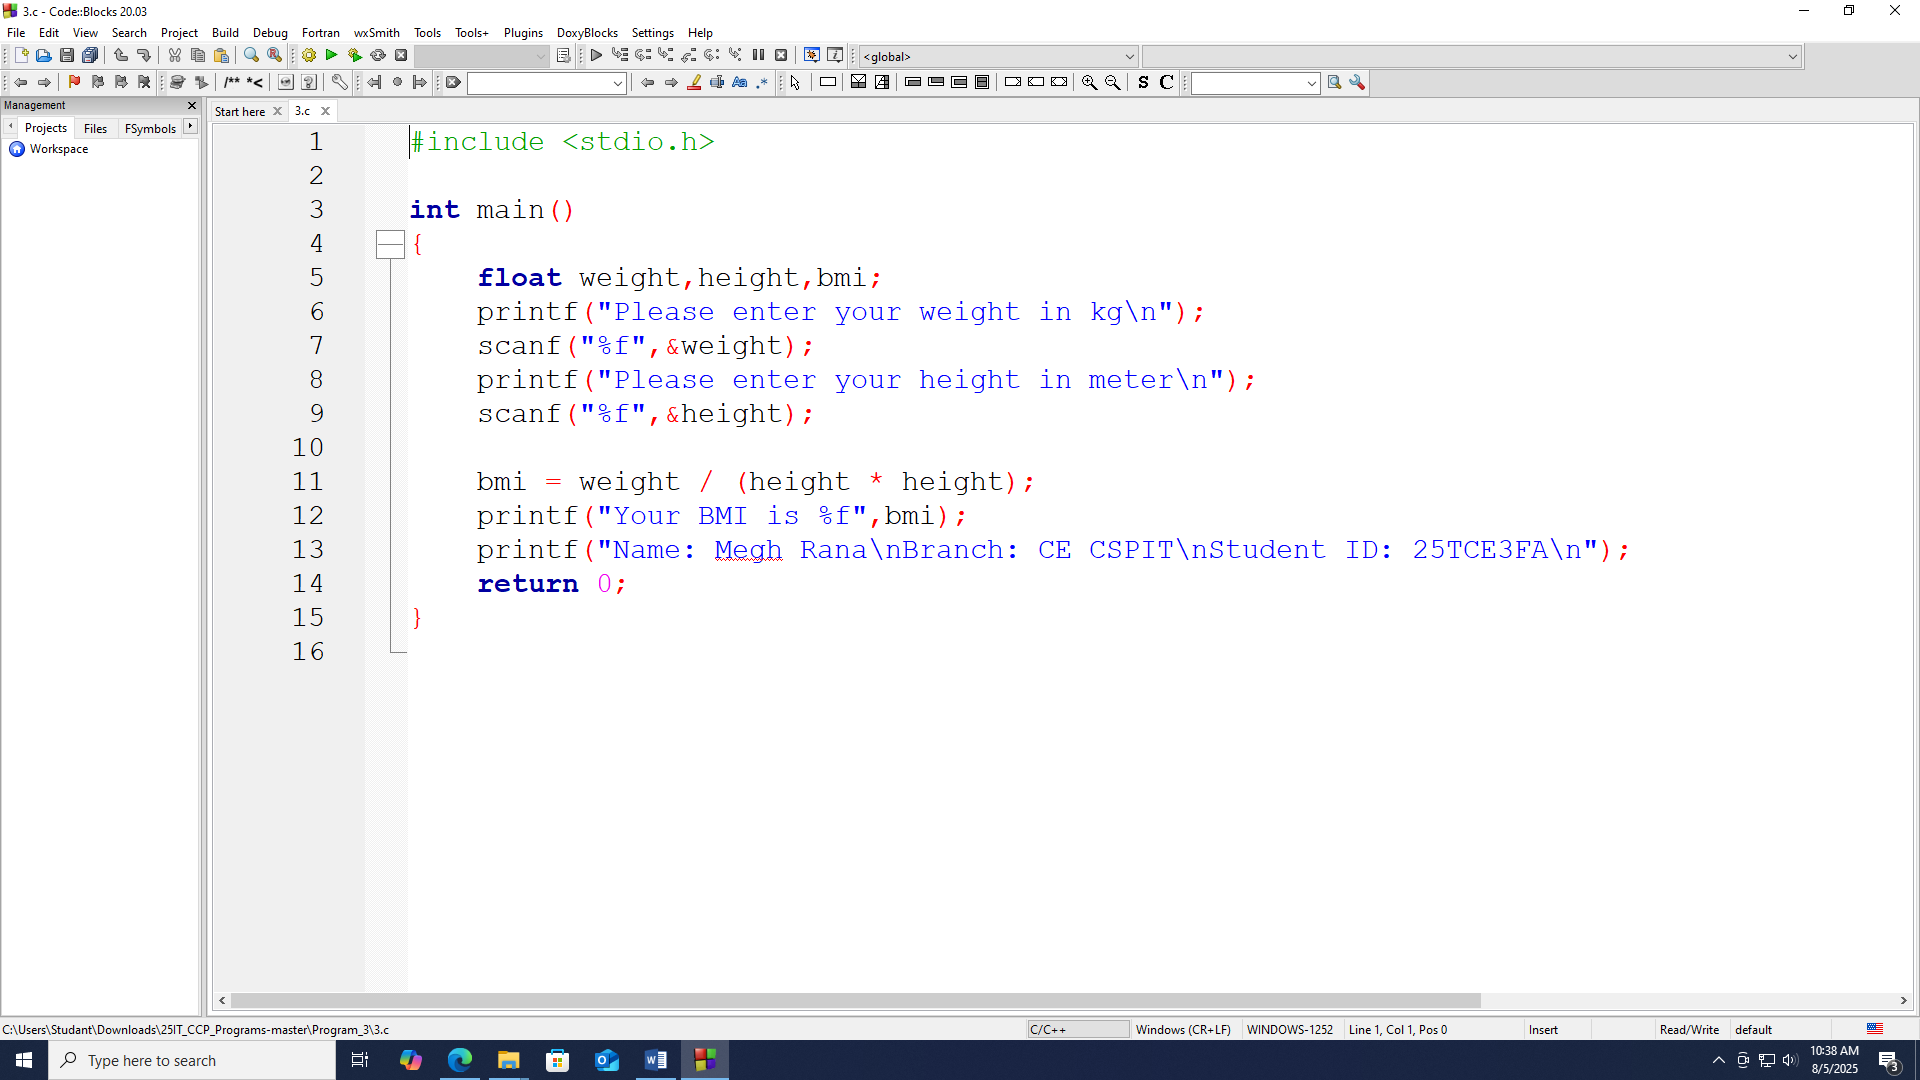 3.c - Code::Blocks 20.03
File Edit View Search Project Build Debug Fortran wxSmith Tools Tools+ Plugins DoxyBlocks Settings Help
<global>
/** *<
Aa .* S C
Management
Start here 3.c
Projects Files FSymbols
Workspace
1 #include <stdio.h>
2
3 int main()
4 {
5 float weight,height,bmi;
6 printf("Please enter your weight in kg\n");
7 scanf("%f",&weight);
8 printf("Please enter your height in meter\n");
9 scanf("%f",&height);
10
11 bmi = weight / (height * height);
12 printf("Your BMI is %f",bmi);
13 printf("Name: Megh Rana\nBranch: CE CSPIT\nStudent ID: 25TCE3FA\n");
14 return 0;
15 }
16
C:\Users\Studant\Downloads\25IT_CCP_Programs-master\Program_3\3.c C/C++ Windows (CR+LF) WINDOWS-1252 Line 1, Col 1, Pos 0 Insert Read/Write default
Type here to search
10:38 AM
8/5/2025
3